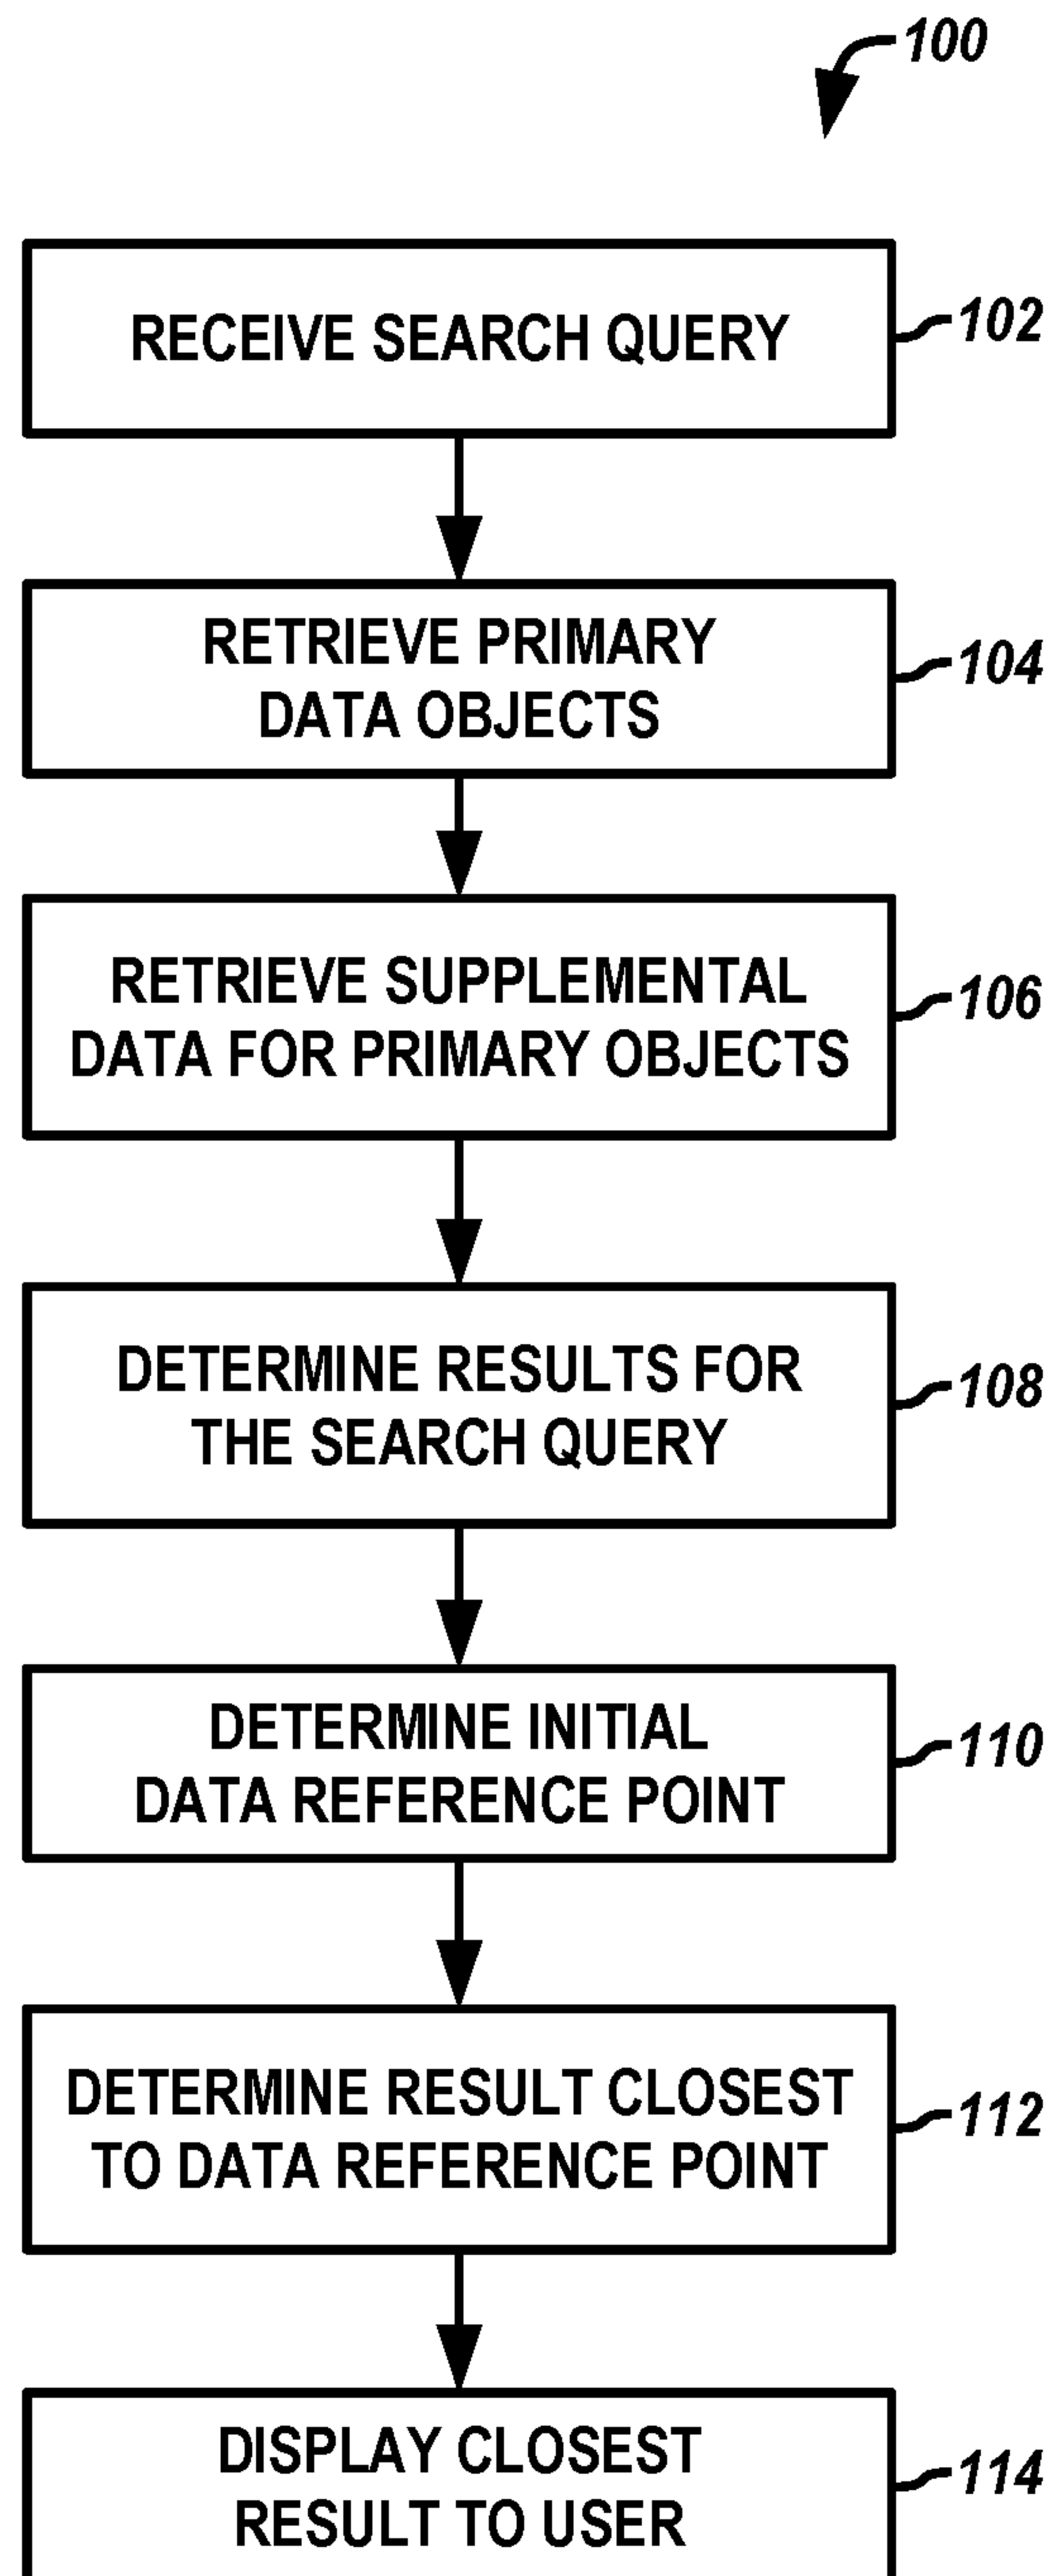 100
RECEIVE SEARCH QUERY
102
RETRIEVE PRIMARY
DATA OBJECTS
104
RETRIEVE SUPPLEMENTAL
DATA FOR PRIMARY OBJECTS
106
DETERMINE RESULTS FOR
THE SEARCH QUERY
108
DETERMINE INITIAL
DATA REFERENCE POINT
110
DETERMINE RESULT CLOSEST
TO DATA REFERENCE POINT
112
DISPLAY CLOSEST
RESULT TO USER
114